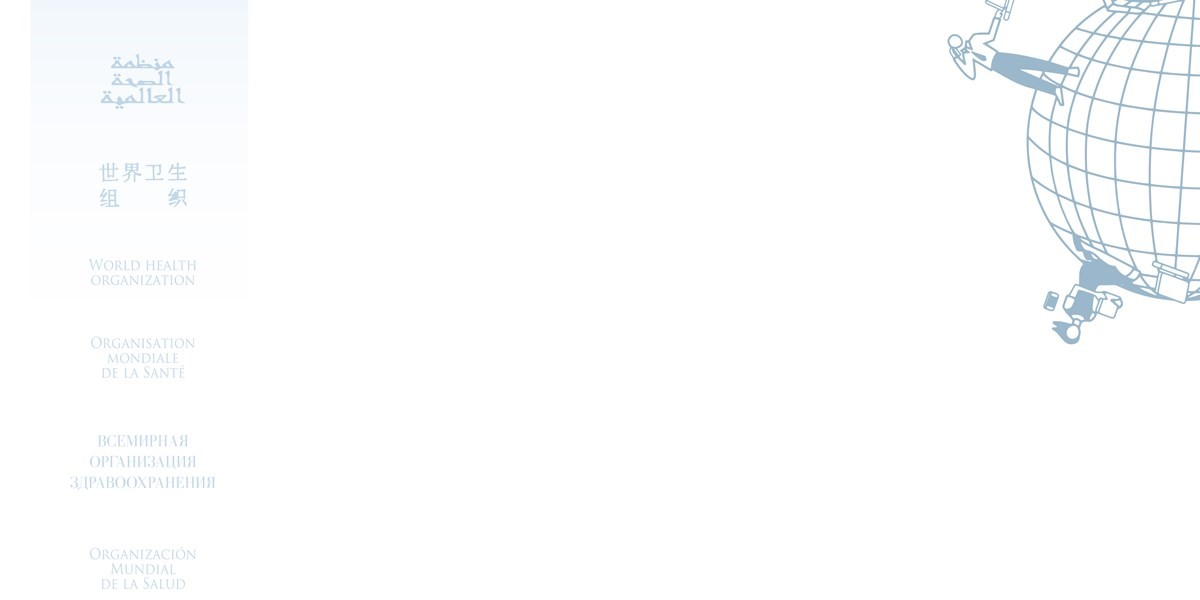 منظمة
الصحة
العالمية
世界卫生
组 织
WORLD HEALTH
ORGANIZATION
ORGANISATION
MONDIALE
DE LA SANTÉ
ВСЕМИРНАЯ
ОРГАНИЗАЦИЯ
ЗДРАВООХРАНЕНИЯ
ORGANIZACIÓN
MUNDIAL
DE LA SALUD